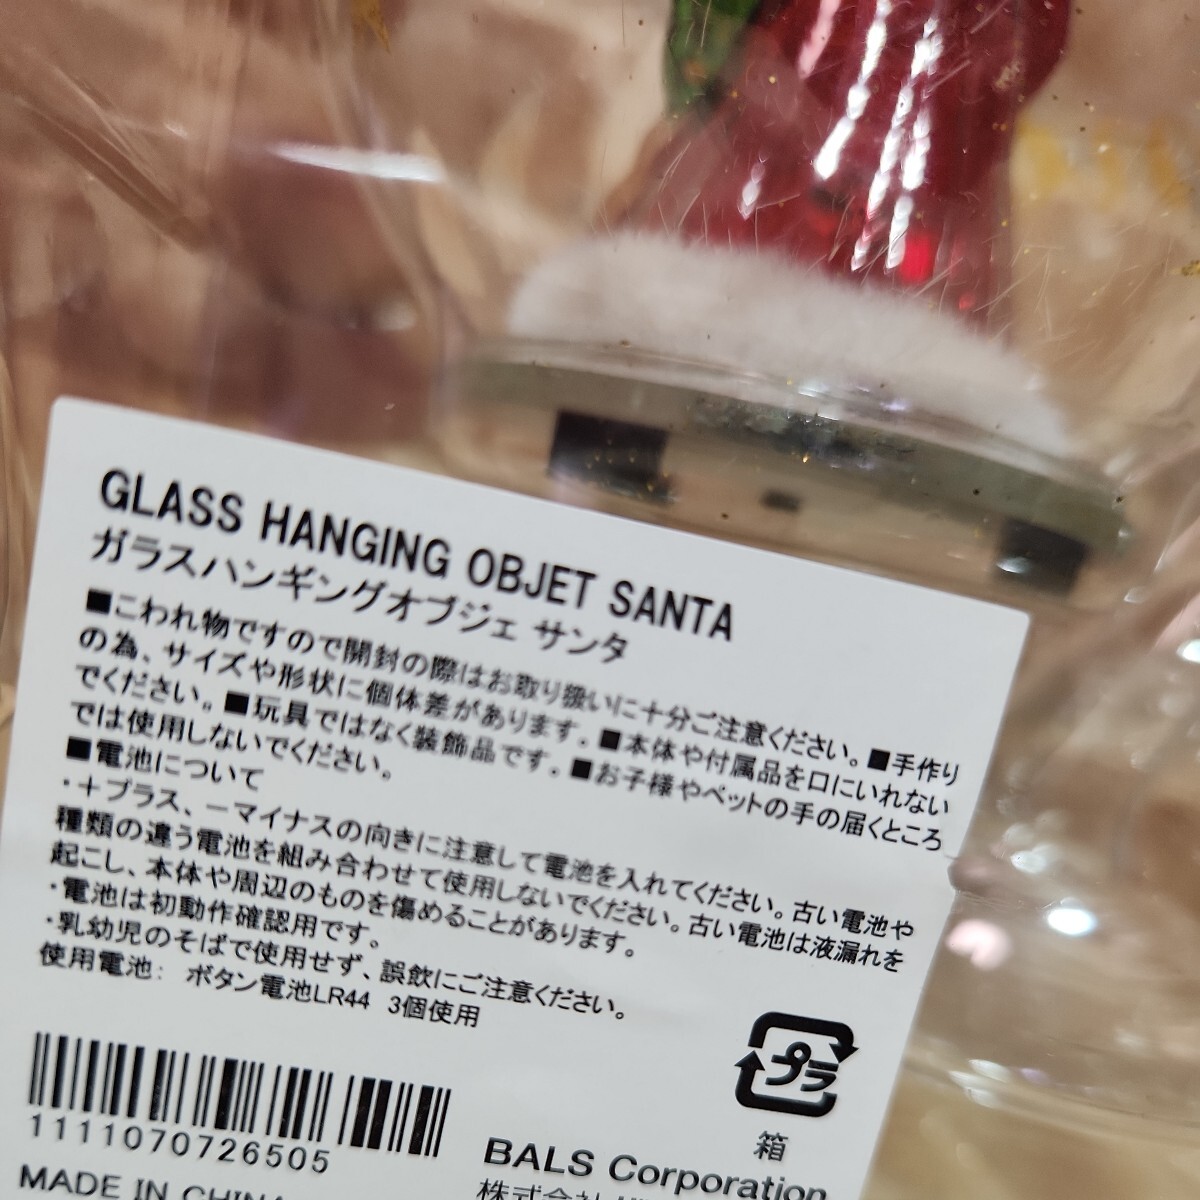 GLASS HANGING OBJET SANTA
ガラスハンギングオブジェ サンタ
■こわれ物ですので開封の際はお取り扱いに十分ご注意ください。■手作り
の為、サイズや形状に個体差があります。■本体や付属品を口にいれない
でください。■玩具ではなく装飾品です。■お子様やペットの手の届くところ
では使用しないでください。
■電池について
・＋プラス、－マイナスの向きに注意して電池を入れてください。古い電池や
種類の違う電池を組み合わせて使用しないでください。古い電池は液漏れを
起こし、本体や周辺のものを傷めることがあります。
・電池は初動作確認用です。
・乳幼児のそばで使用せず、誤飲にご注意ください。
使用電池： ボタン電池LR44 3個使用
プラ
箱
1111070726505
BALS Corporation
MADE IN CHINA
株式会社